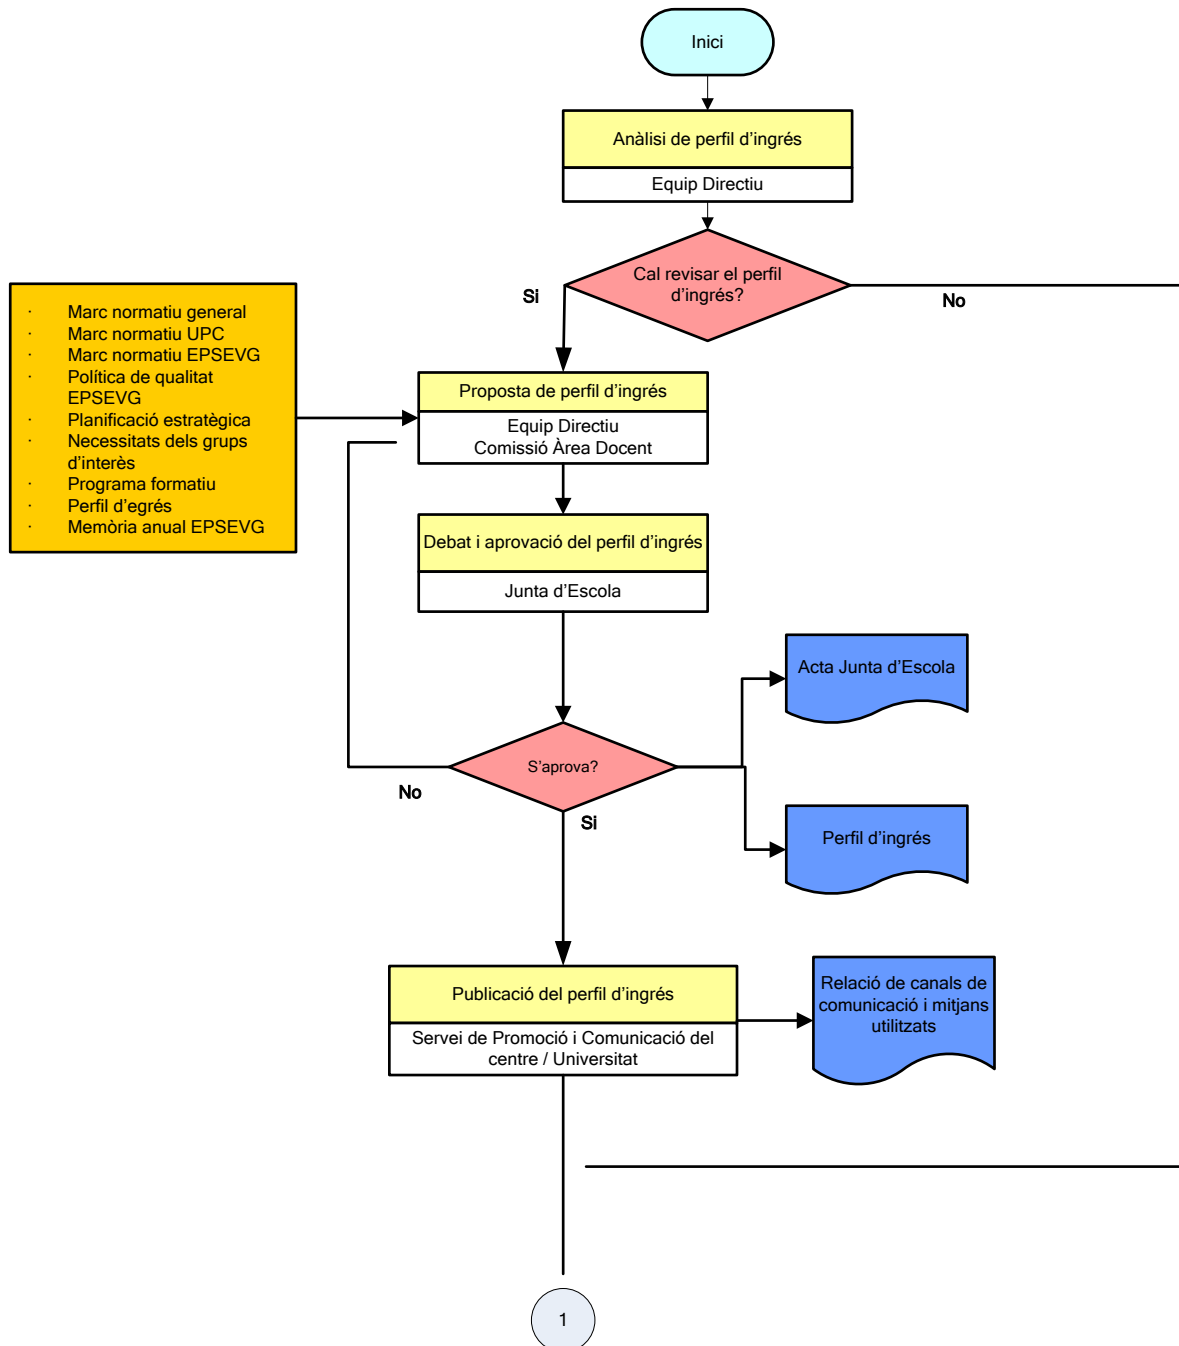 Inici
Anàlisi de perfil d'ingrés
Equip Directiu
Cal revisar el perfil
d'ingrés?
Si
No
· Marc normatiu general
· Marc normatiu UPC
· Marc normatiu EPSEVG
· Política de qualitat
EPSEVG
· Planificació estratègica
· Necessitats dels grups
d'interès
· Programa formatiu
· Perfil d'egrés
· Memòria anual EPSEVG
Proposta de perfil d'ingrés
Equip Directiu
Comissió Àrea Docent
Debat i aprovació del perfil d'ingrés
Junta d'Escola
Acta Junta d'Escola
S'aprova?
No
Si
Perfil d'ingrés
Publicació del perfil d'ingrés
Servei de Promoció i Comunicació del
centre / Universitat
Relació de canals de
comunicació i mitjans
utilitzats
1